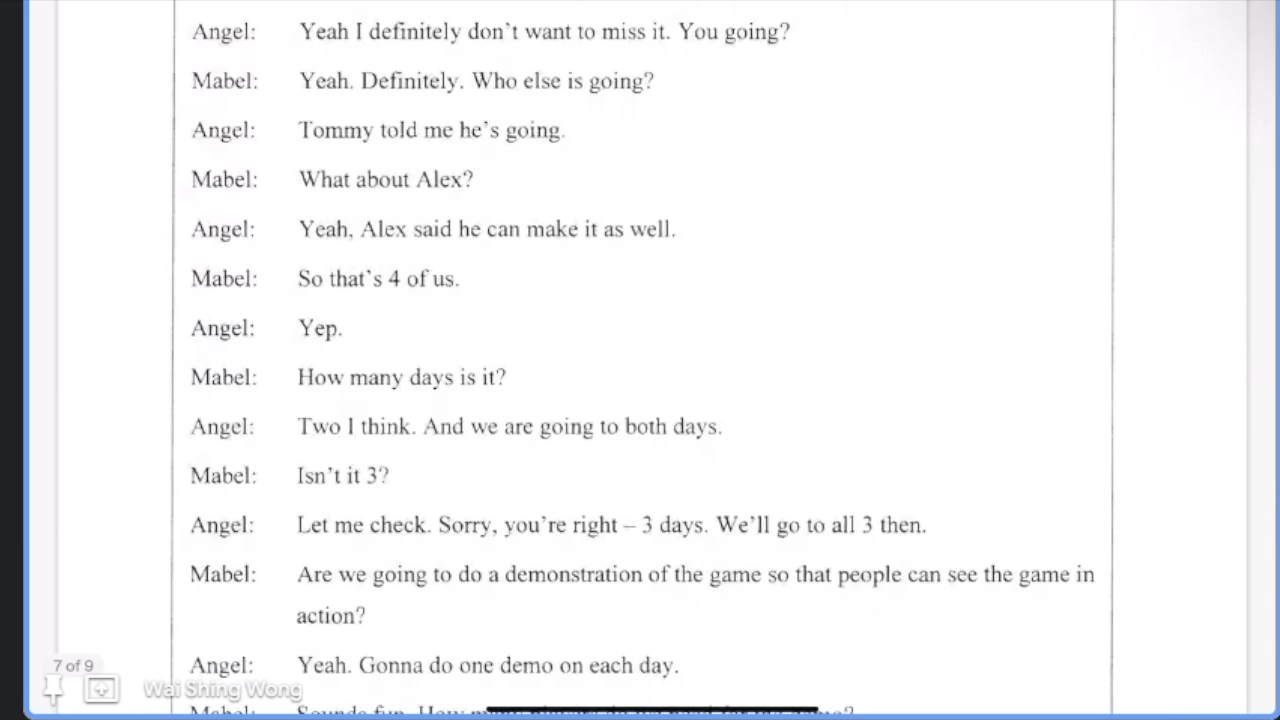 Angel: Yeah I definitely don't want to miss it. You going?
Mabel: Yeah. Definitely. Who else is going?
Angel: Tommy told me he's going.
Mabel: What about Alex?
Angel: Yeah, Alex said he can make it as well.
Mabel: So that's 4 of us.
Angel: Yep.
Mabel: How many days is it?
Angel: Two I think. And we are going to both days.
Mabel: Isn't it 3?
Angel: Let me check. Sorry, you're right – 3 days. We'll go to all 3 then.
Mabel: Are we going to do a demonstration of the game so that people can see the game in
action?
Angel: Yeah. Gonna do one demo on each day.
7 of 9
Wai Shing Wong
Mabel: Sounds fun. How